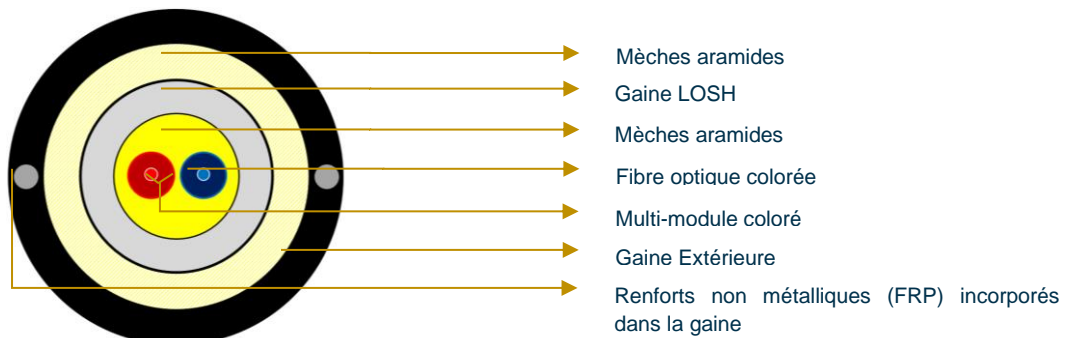 Mèches aramides
Gaine LOSH
Mèches aramides
Fibre optique colorée
Multi-module coloré
Gaine Extérieure
Renforts non métalliques (FRP) incorporés
dans la gaine